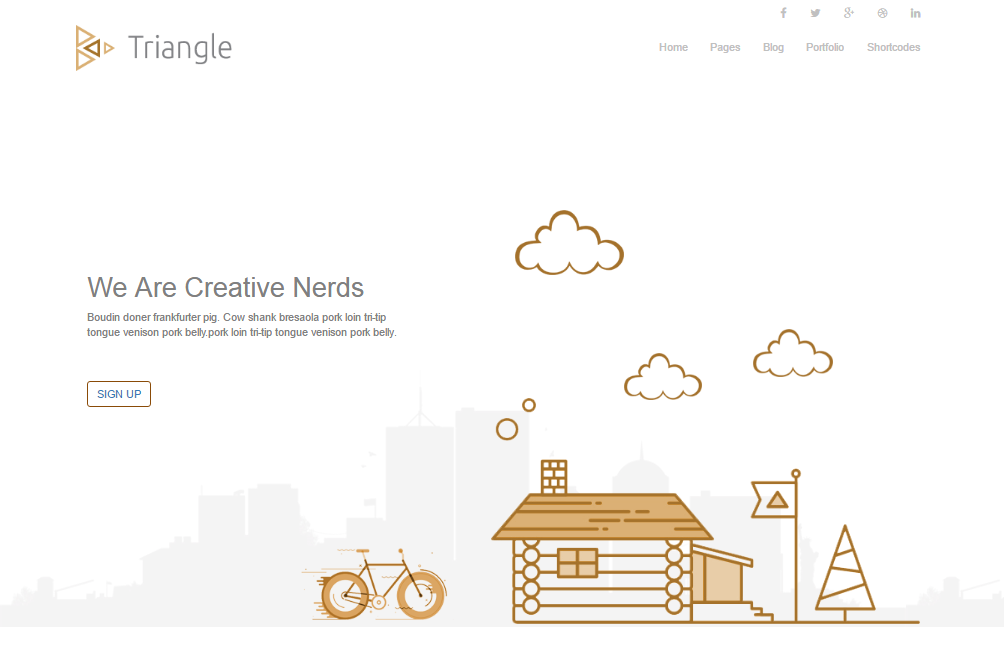 Triangle
Home Pages Blog Portfolio Shortcodes
We Are Creative Nerds
Boudin doner frankfurter pig. Cow shank bresaola pork loin tri-tip
tongue venison pork belly.pork loin tri-tip tongue venison pork belly.
SIGN UP